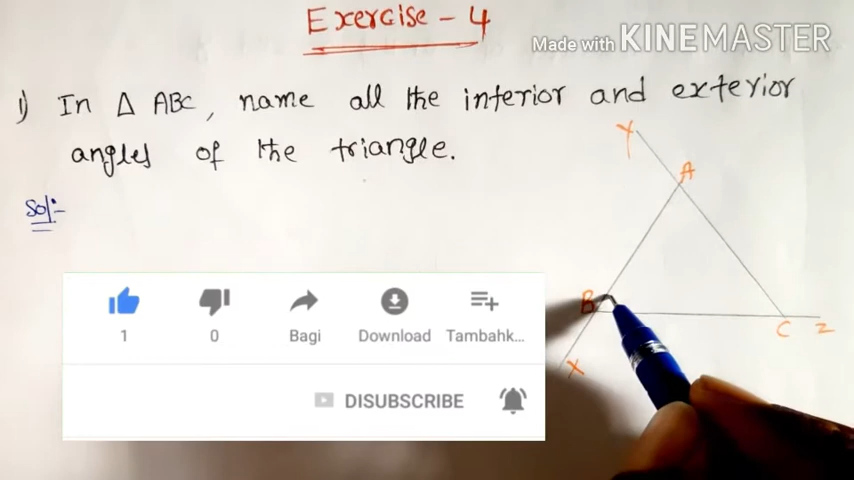 Exercise - 4
Made with KINEMASTER
1) In Δ ABC, name all the interior and exterior
angles of the triangle.
Sol:-
Y
A
B
C
Z
X
1
0
Bagi
Download
Tambahk...
DISUBSCRIBE